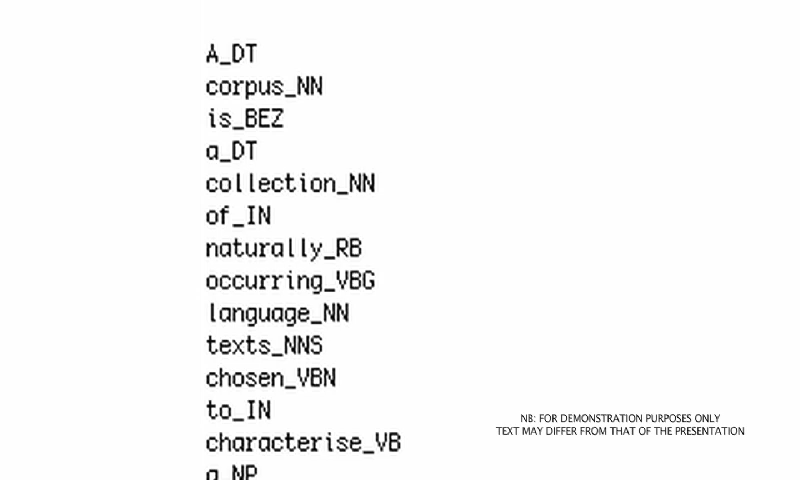 A_DT
corpus_NN
is_BEZ
a_DT
collection_NN
of_IN
naturally_RB
occurring_VBG
language_NN
texts_NNS
chosen_VBN
to_IN
characterise_VB
a_NP
NB: FOR DEMONSTRATION PURPOSES ONLY
TEXT MAY DIFFER FROM THAT OF THE PRESENTATION